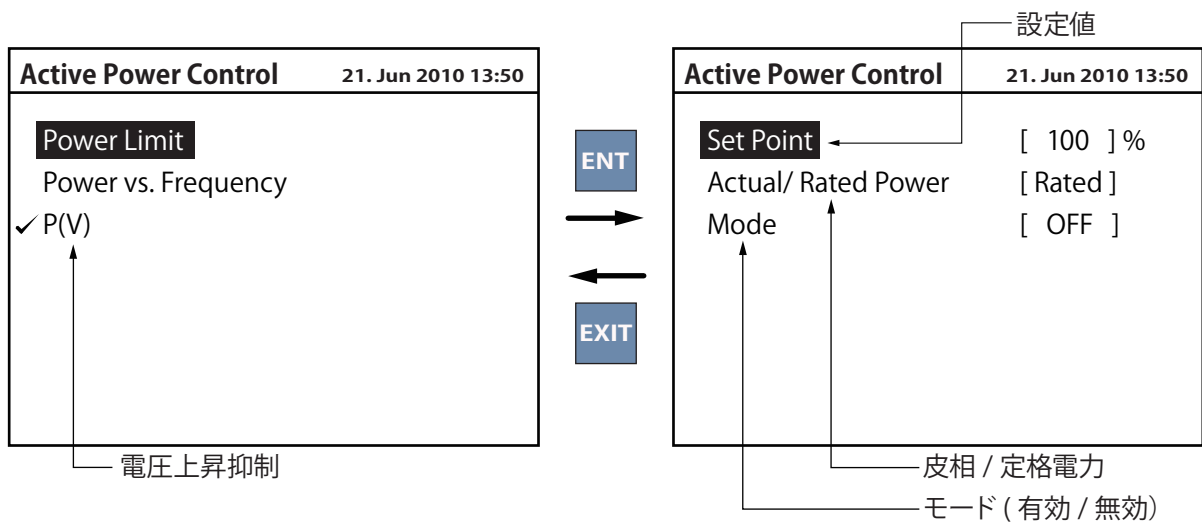 設定値
Active Power Control 21. Jun 2010 13:50
Power Limit
Power vs. Frequency
✓ P(V)
電圧上昇抑制
ENT
EXIT
Active Power Control 21. Jun 2010 13:50
Set Point [ 100 ] %
Actual/ Rated Power [ Rated ]
Mode [ OFF ]
皮相 / 定格電力
モード ( 有効 / 無効)